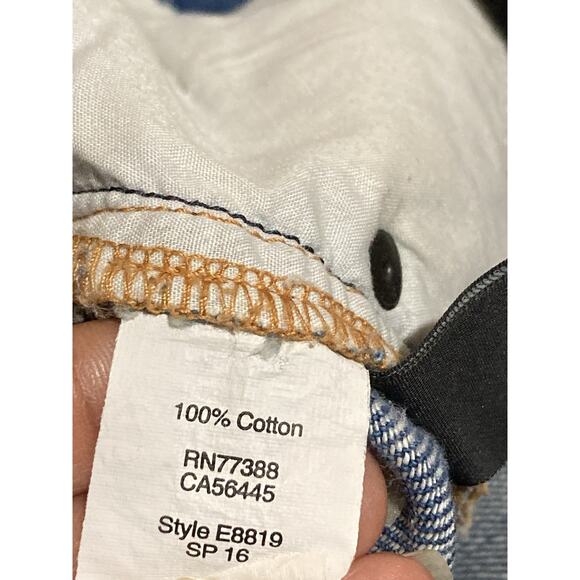 100% Cotton
RN77388
CA56445
Style E8819
SP 16